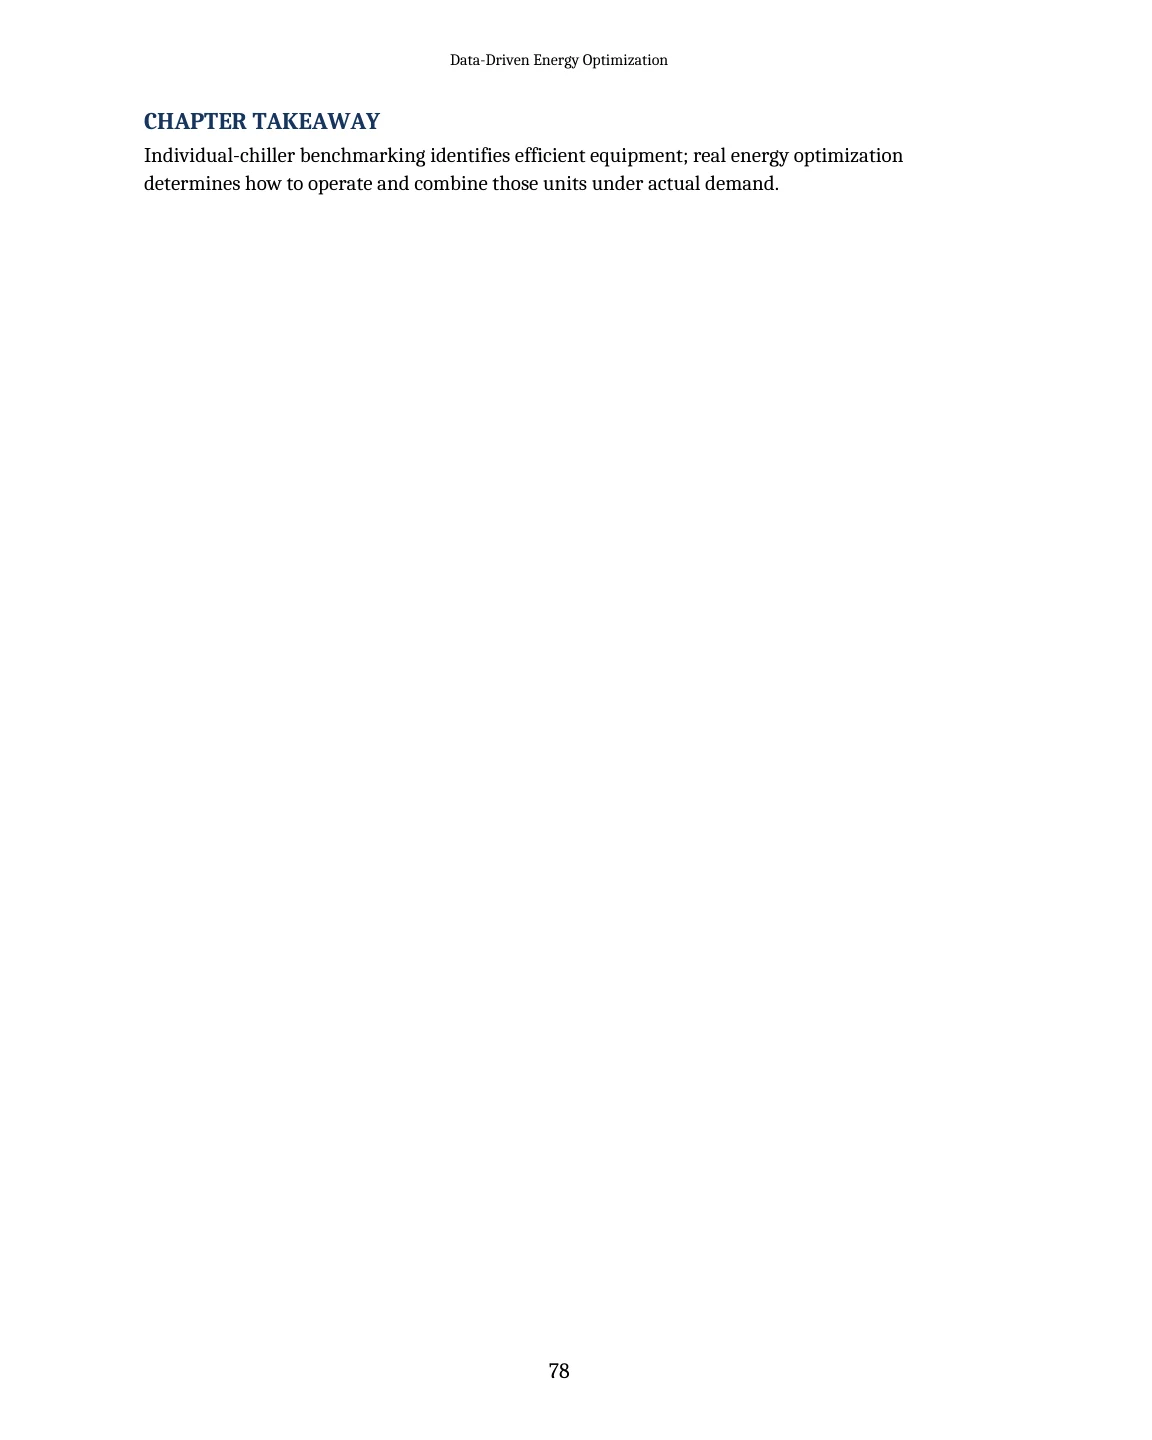 Data-Driven Energy Optimization
CHAPTER TAKEAWAY
Individual-chiller benchmarking identifies efficient equipment; real energy optimization
determines how to operate and combine those units under actual demand.
78